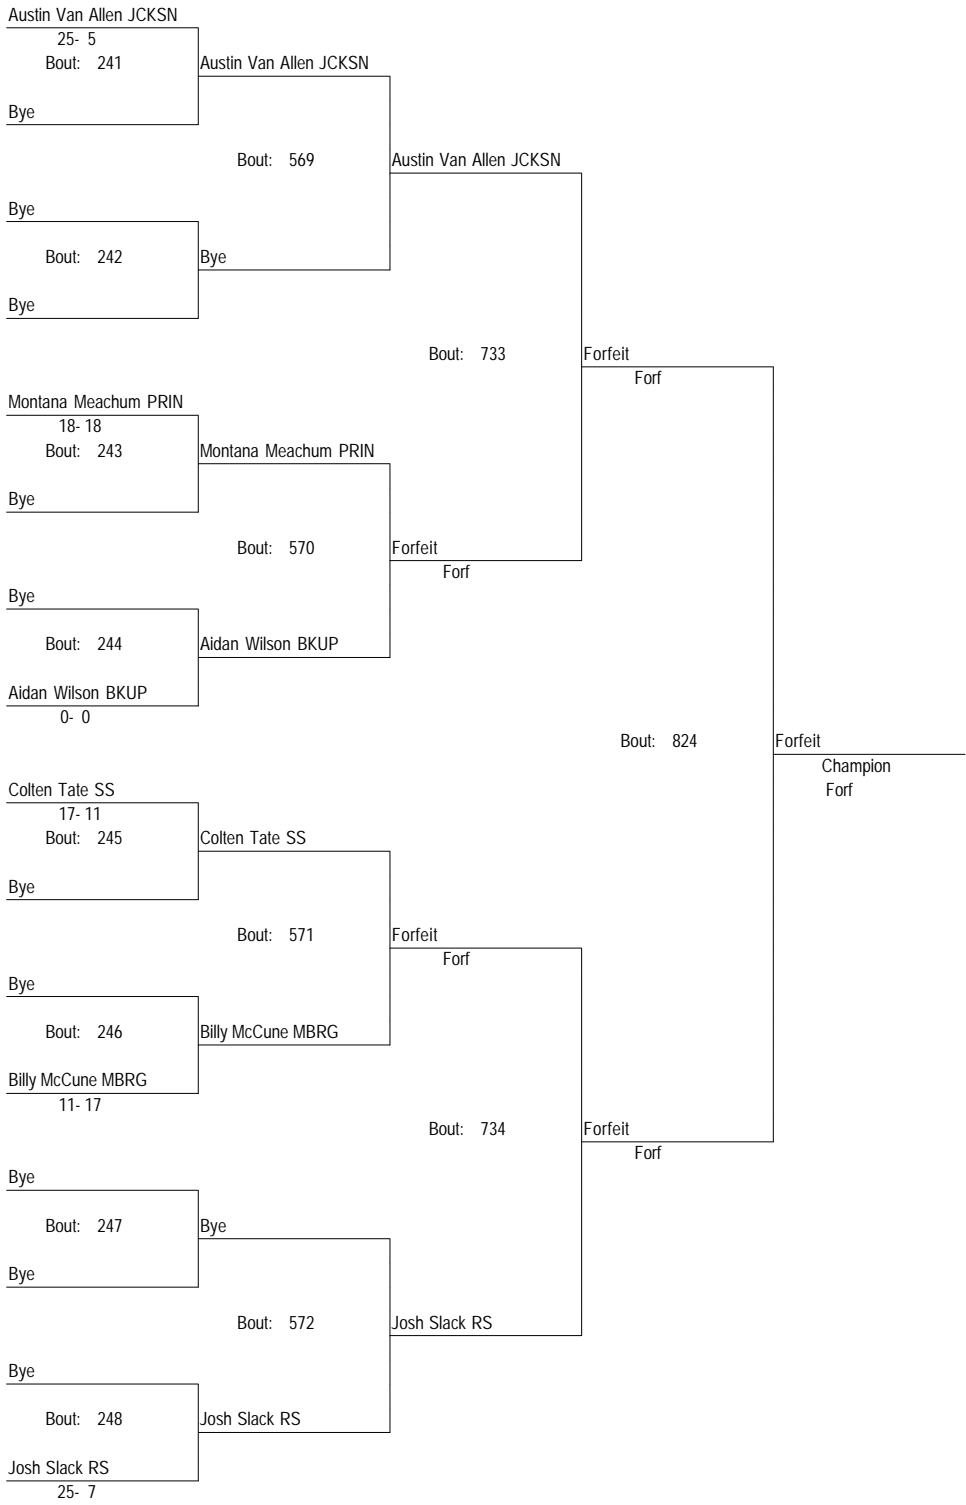 Austin Van Allen JCKSN
25- 5
Bout: 241
Austin Van Allen JCKSN
Bye
Bout: 569
Austin Van Allen JCKSN
Bye
Bout: 242
Bye
Bye
Bout: 733
Forfeit
Forf
Montana Meachum PRIN
18- 18
Bout: 243
Montana Meachum PRIN
Bye
Bout: 570
Forfeit
Forf
Bye
Bout: 244
Aidan Wilson BKUP
Aidan Wilson BKUP
0- 0
Bout: 824
Forfeit
Champion
Forf
Colten Tate SS
17- 11
Bout: 245
Colten Tate SS
Bye
Bout: 571
Forfeit
Forf
Bye
Bout: 246
Billy McCune MBRG
Billy McCune MBRG
11- 17
Bout: 734
Forfeit
Forf
Bye
Bout: 247
Bye
Bye
Bout: 572
Josh Slack RS
Bye
Bout: 248
Josh Slack RS
Josh Slack RS
25- 7